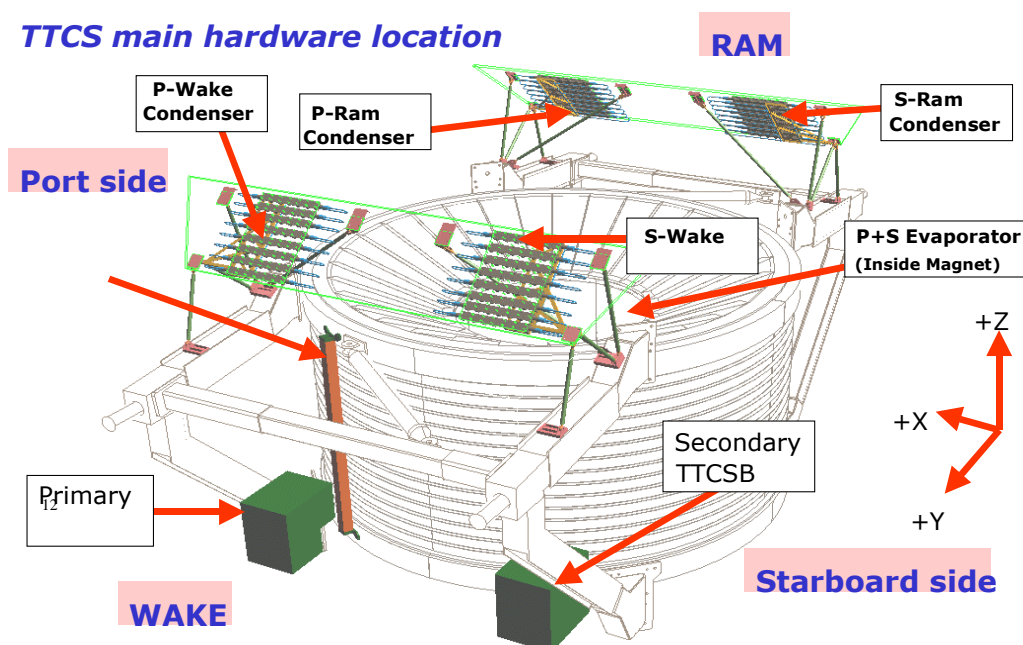 TTCS main hardware location
RAM
P-Wake
Condenser
P-Ram
Condenser
S-Ram
Condenser
Port side
S-Wake
P+S Evaporator
(Inside Magnet)
+Z
+X
Secondary
TTCSB
Primary
12
+Y
Starboard side
WAKE